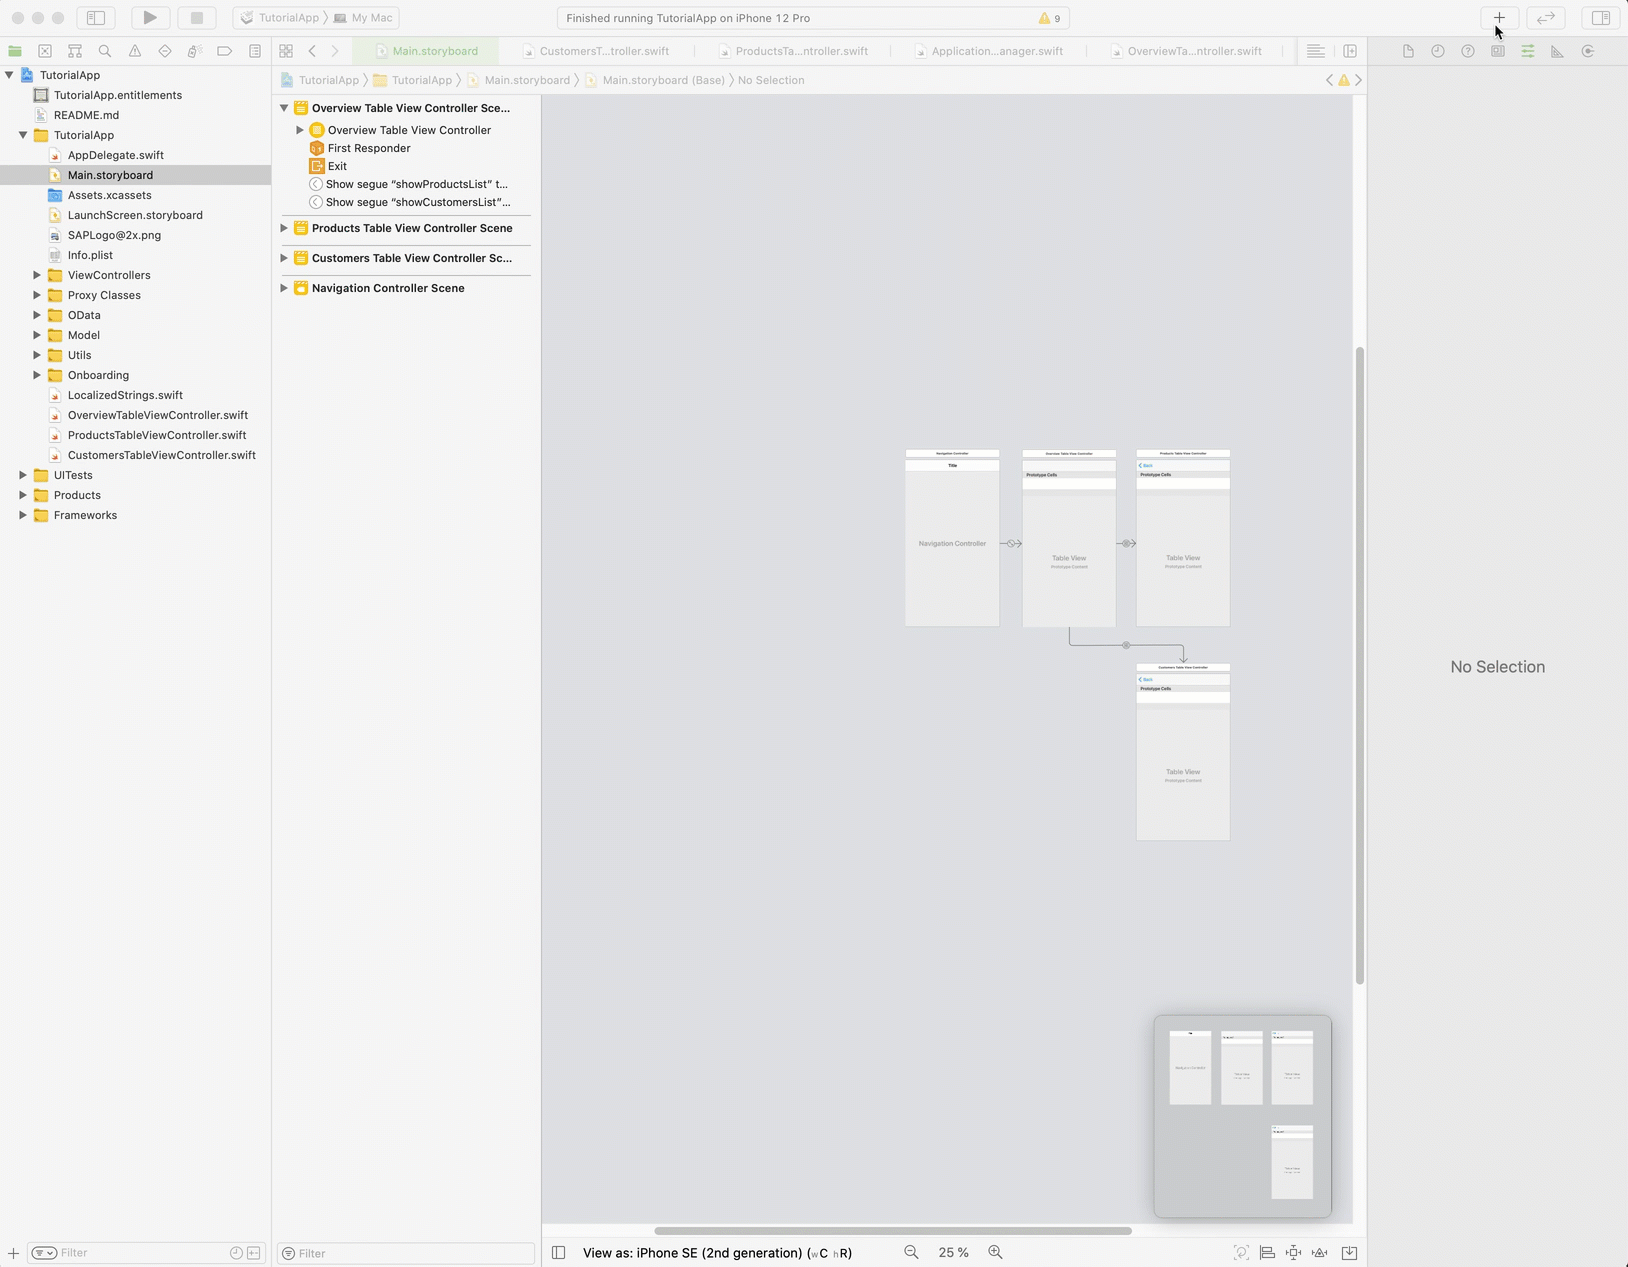 TutorialApp 〉 My Mac
Finished running TutorialApp on iPhone 12 Pro
9
Main.storyboard
CustomersT...troller.swift
ProductsTa...ntroller.swift
Application...anager.swift
OverviewTa...ntroller.swift
TutorialApp 〉 TutorialApp 〉 Main.storyboard 〉 Main.storyboard (Base) 〉 No Selection
TutorialApp
TutorialApp.entitlements
README.md
TutorialApp
AppDelegate.swift
Main.storyboard
Assets.xcassets
LaunchScreen.storyboard
SAPLogo@2x.png
Info.plist
ViewControllers
Proxy Classes
OData
Model
Utils
Onboarding
LocalizedStrings.swift
OverviewTableViewController.swift
ProductsTableViewController.swift
CustomersTableViewController.swift
UITests
Products
Frameworks
Filter
Overview Table View Controller Sce...
Overview Table View Controller
First Responder
Exit
Show segue “showProductsList” t...
Show segue “showCustomersList”...
Products Table View Controller Scene
Customers Table View Controller Sc...
Navigation Controller Scene
Filter
Navigation Controller
Title
Navigation Controller
Overview Table View Controller
Prototype Cells
Table View
Prototype Content
Products Table View Controller
Back
Prototype Cells
Table View
Prototype Content
Customers Table View Controller
Back
Prototype Cells
Table View
Prototype Content
View as: iPhone SE (2nd generation) (wC hR)
25 %
No Selection